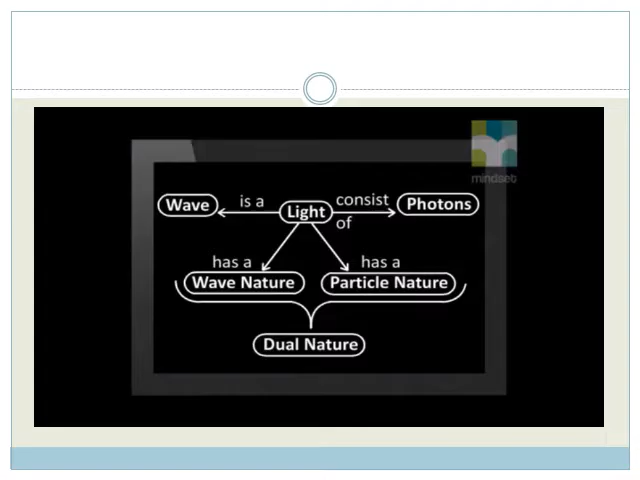 mindset
Wave
is a
Light
consist
of
Photons
has a
has a
Wave Nature
Particle Nature
Dual Nature